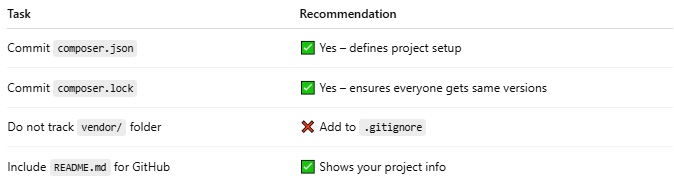 Task Recommendation
Commit composer.json ✅ Yes – defines project setup
Commit composer.lock ✅ Yes – ensures everyone gets same versions
Do not track vendor/ folder ❌ Add to .gitignore
Include README.md for GitHub ✅ Shows your project info